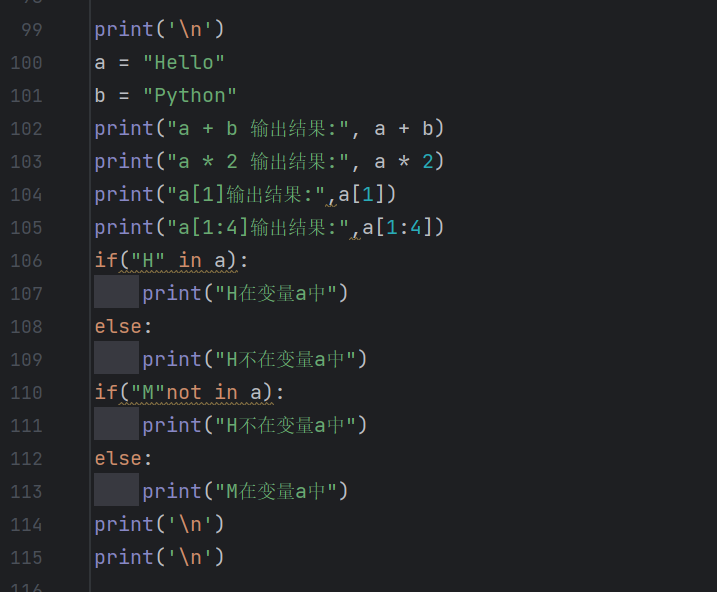 99 print('\n')
100 a = "Hello"
101 b = "Python"
102 print("a + b 输出结果:", a + b)
103 print("a * 2 输出结果:", a * 2)
104 print("a[1]输出结果:",a[1])
105 print("a[1:4]输出结果:",a[1:4])
106 if("H" in a):
107     print("H在变量a中")
108 else:
109     print("H不在变量a中")
110 if("M"not in a):
111     print("H不在变量a中")
112 else:
113     print("M在变量a中")
114 print('\n')
115 print('\n')